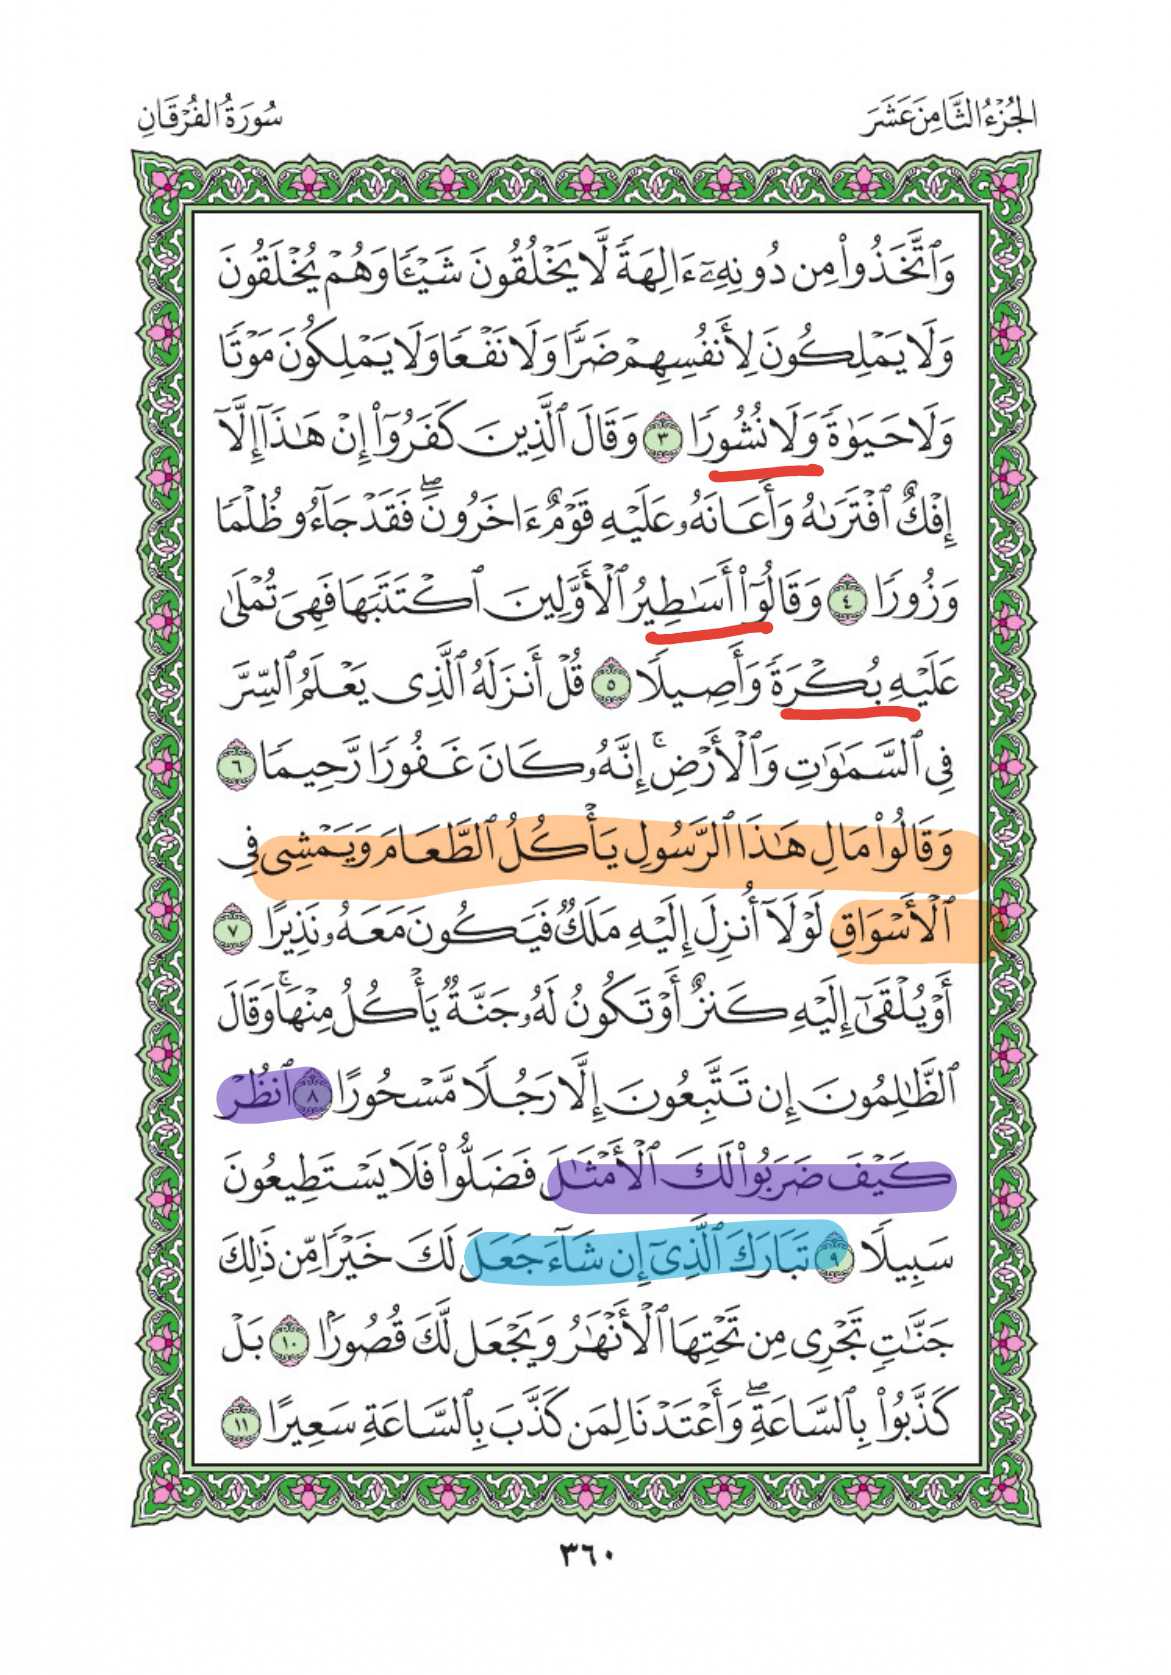 الجُزْءُ الثَّامِنَ عَشَرَ
سُورَةُ الفُرْقَانِ
وَٱتَّخَذُوا۟ مِن دُونِهِۦٓ ءَالِهَةً لَّا يَخْلُقُونَ شَيْـًٔا وَهُمْ يُخْلَقُونَ
وَلَا يَمْلِكُونَ لِأَنفُسِهِمْ ضَرًّا وَلَا نَفْعًا وَلَا يَمْلِكُونَ مَوْتًا
وَلَا حَيَوٰةً وَلَا نُشُورًا ٣ وَقَالَ ٱلَّذِينَ كَفَرُوٓا۟ إِنْ هَـٰذَآ إِلَّآ
إِفْكٌ ٱفْتَرَىٰهُ وَأَعَانَهُۥ عَلَيْهِ قَوْمٌ ءَاخَرُونَ ۖ فَقَدْ جَآءُو ظُلْمًا
وَزُورًا ٤ وَقَالُوٓا۟ أَسَـٰطِيرُ ٱلْأَوَّلِينَ ٱكْتَتَبَهَا فَهِىَ تُمْلَىٰ
عَلَيْهِ بُكْرَةً وَأَصِيلًا ٥ قُلْ أَنزَلَهُ ٱلَّذِى يَعْلَمُ ٱلسِّرَّ
فِى ٱلسَّمَـٰوَٰتِ وَٱلْأَرْضِ ۚ إِنَّهُۥ كَانَ غَفُورًا رَّحِيمًا ٦
وَقَالُوا۟ مَالِ هَـٰذَا ٱلرَّسُولِ يَأْكُلُ ٱلطَّعَامَ وَيَمْشِى فِى
ٱلْأَسْوَاقِ لَوْلَآ أُنزِلَ إِلَيْهِ مَلَكٌ فَيَكُونَ مَعَهُۥ نَذِيرًا ٧
أَوْ يُلْقَىٰٓ إِلَيْهِ كَنزٌ أَوْ تَكُونُ لَهُۥ جَنَّةٌ يَأْكُلُ مِنْهَا ۚ وَقَالَ
ٱلظَّـٰلِمُونَ إِن تَتَّبِعُونَ إِلَّا رَجُلًا مَّسْحُورًا ٨ ٱنظُرْ
كَيْفَ ضَرَبُوا۟ لَكَ ٱلْأَمْثَـٰلَ فَضَلُّوا۟ فَلَا يَسْتَطِيعُونَ
سَبِيلًا ٩ تَبَارَكَ ٱلَّذِىٓ إِن شَآءَ جَعَلَ لَكَ خَيْرًا مِّن ذَٰلِكَ
جَنَّـٰتٍ تَجْرِى مِن تَحْتِهَا ٱلْأَنْهَـٰرُ وَيَجْعَل لَّكَ قُصُورًۢا ١٠ بَلْ
كَذَّبُوا۟ بِٱلسَّاعَةِ ۖ وَأَعْتَدْنَا لِمَن كَذَّبَ بِٱلسَّاعَةِ سَعِيرًا ١١
٣٦٠